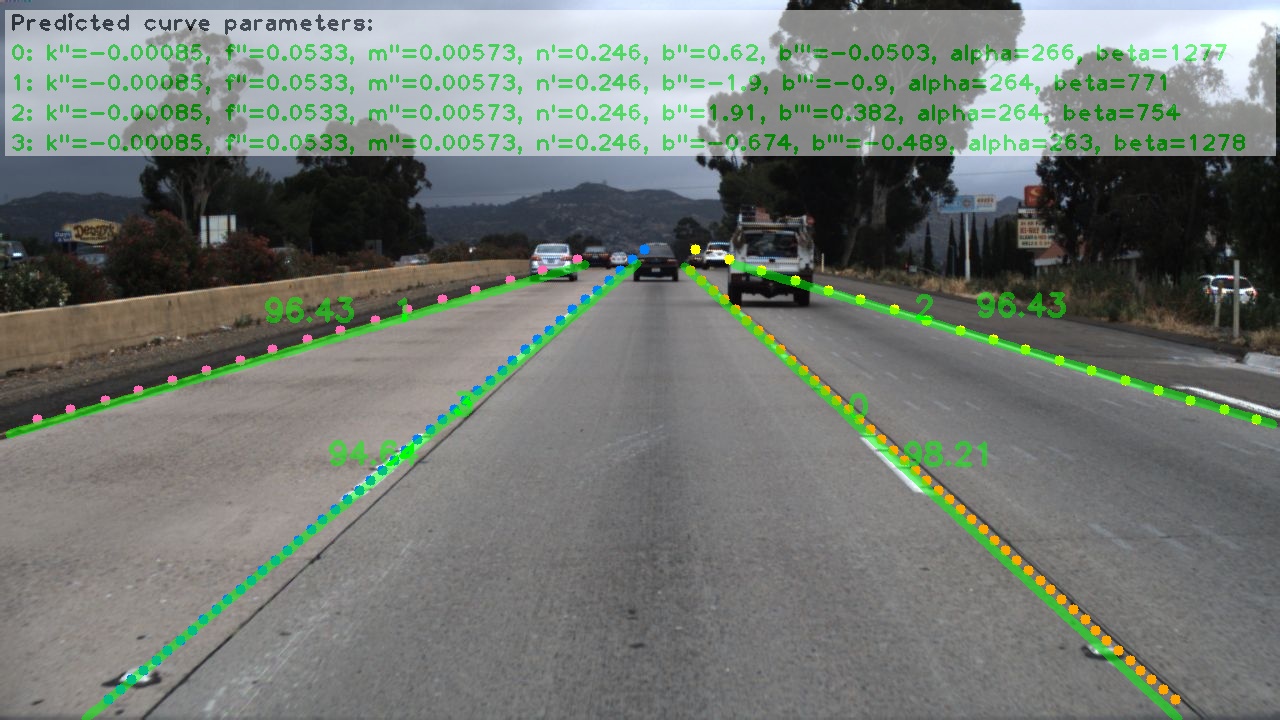 Predicted curve parameters:
0: k''=-0.00085, f''=0.0533, m''=0.00573, n'=0.246, b''=0.62, b'''=-0.0503, alpha=266, beta=1277
1: k''=-0.00085, f''=0.0533, m''=0.00573, n'=0.246, b''=-1.9, b'''=-0.9, alpha=264, beta=771
2: k''=-0.00085, f''=0.0533, m''=0.00573, n'=0.246, b''=1.91, b'''=0.382, alpha=264, beta=754
3: k''=-0.00085, f''=0.0533, m''=0.00573, n'=0.246, b''=-0.674, b'''=-0.489, alpha=263, beta=1278
Denny's
96.43 1
2 96.43
0
98.21